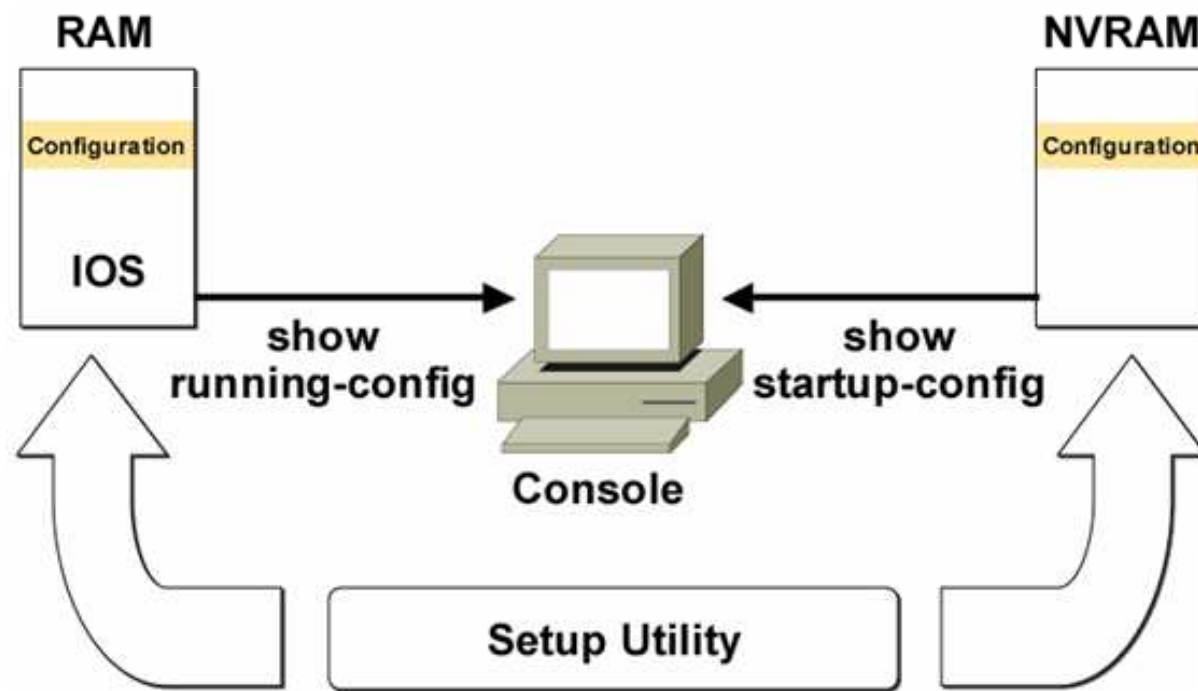 RAM
NVRAM
Configuration
Configuration
IOS
show
running-config
show
startup-config
Console
Setup Utility